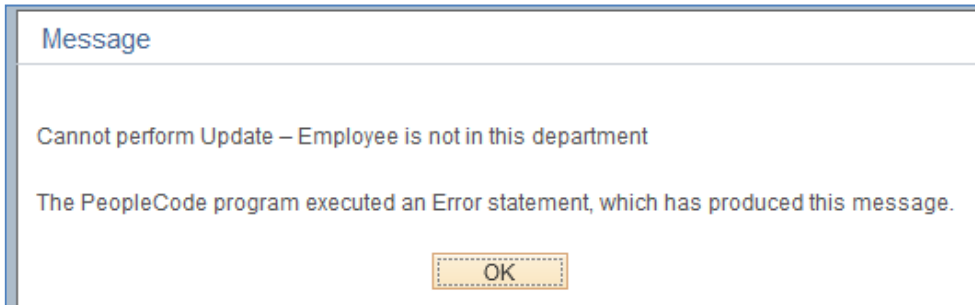 Message
Cannot perform Update – Employee is not in this department
The PeopleCode program executed an Error statement, which has produced this message.
OK